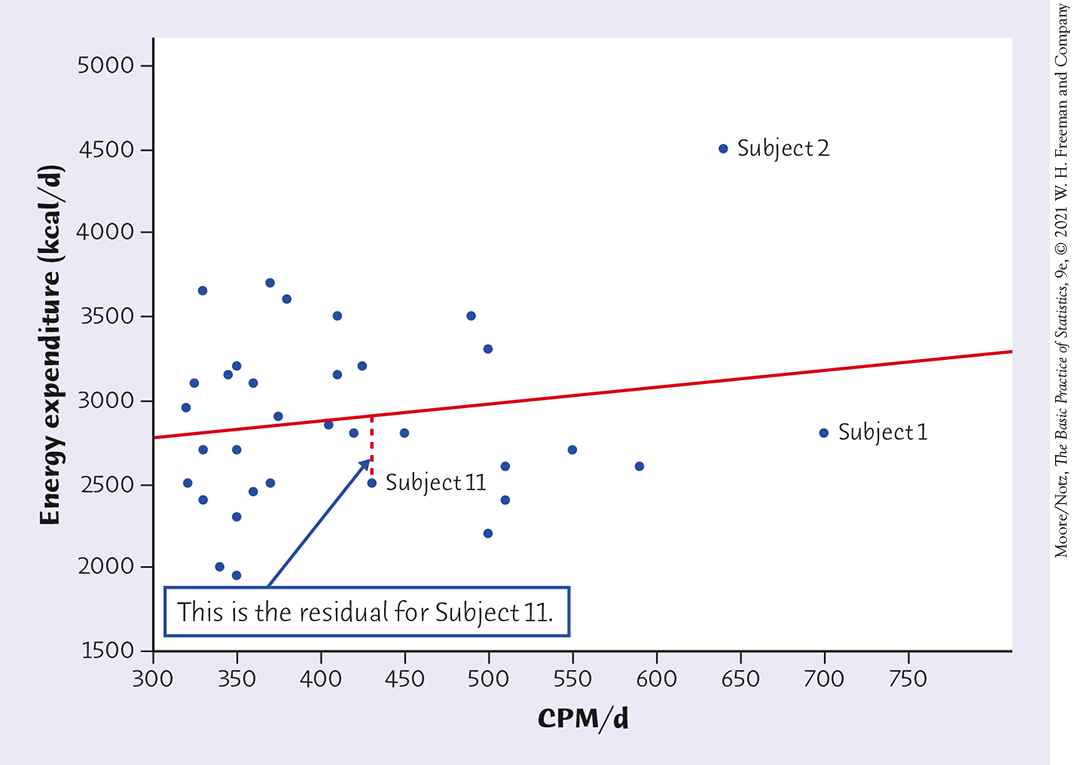 5000
4500
4000
3500
3000
2500
2000
1500
Energy expenditure (kcal/d)
Subject 2
Subject 1
Subject 11
This is the residual for Subject 11.
300 350 400 450 500 550 600 650 700 750
CPM/d
Moore/Notz, The Basic Practice of Statistics, 9e, © 2021 W. H. Freeman and Company